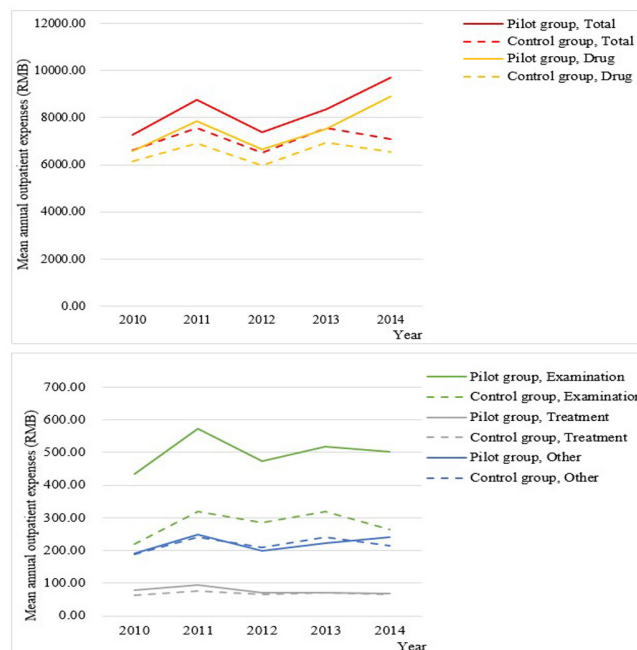 12000.00
10000.00
8000.00
6000.00
4000.00
2000.00
0.00
Mean annual outpatient expenses (RMB)
2010 2011 2012 2013 2014
Year
Pilot group, Total
Control group, Total
Pilot group, Drug
Control group, Drug
700.00
600.00
500.00
400.00
300.00
200.00
100.00
0.00
Mean annual outpatient expenses (RMB)
2010 2011 2012 2013 2014
Year
Pilot group, Examination
Control group, Examination
Pilot group, Treatment
Control group, Treatment
Pilot group, Other
Control group, Other